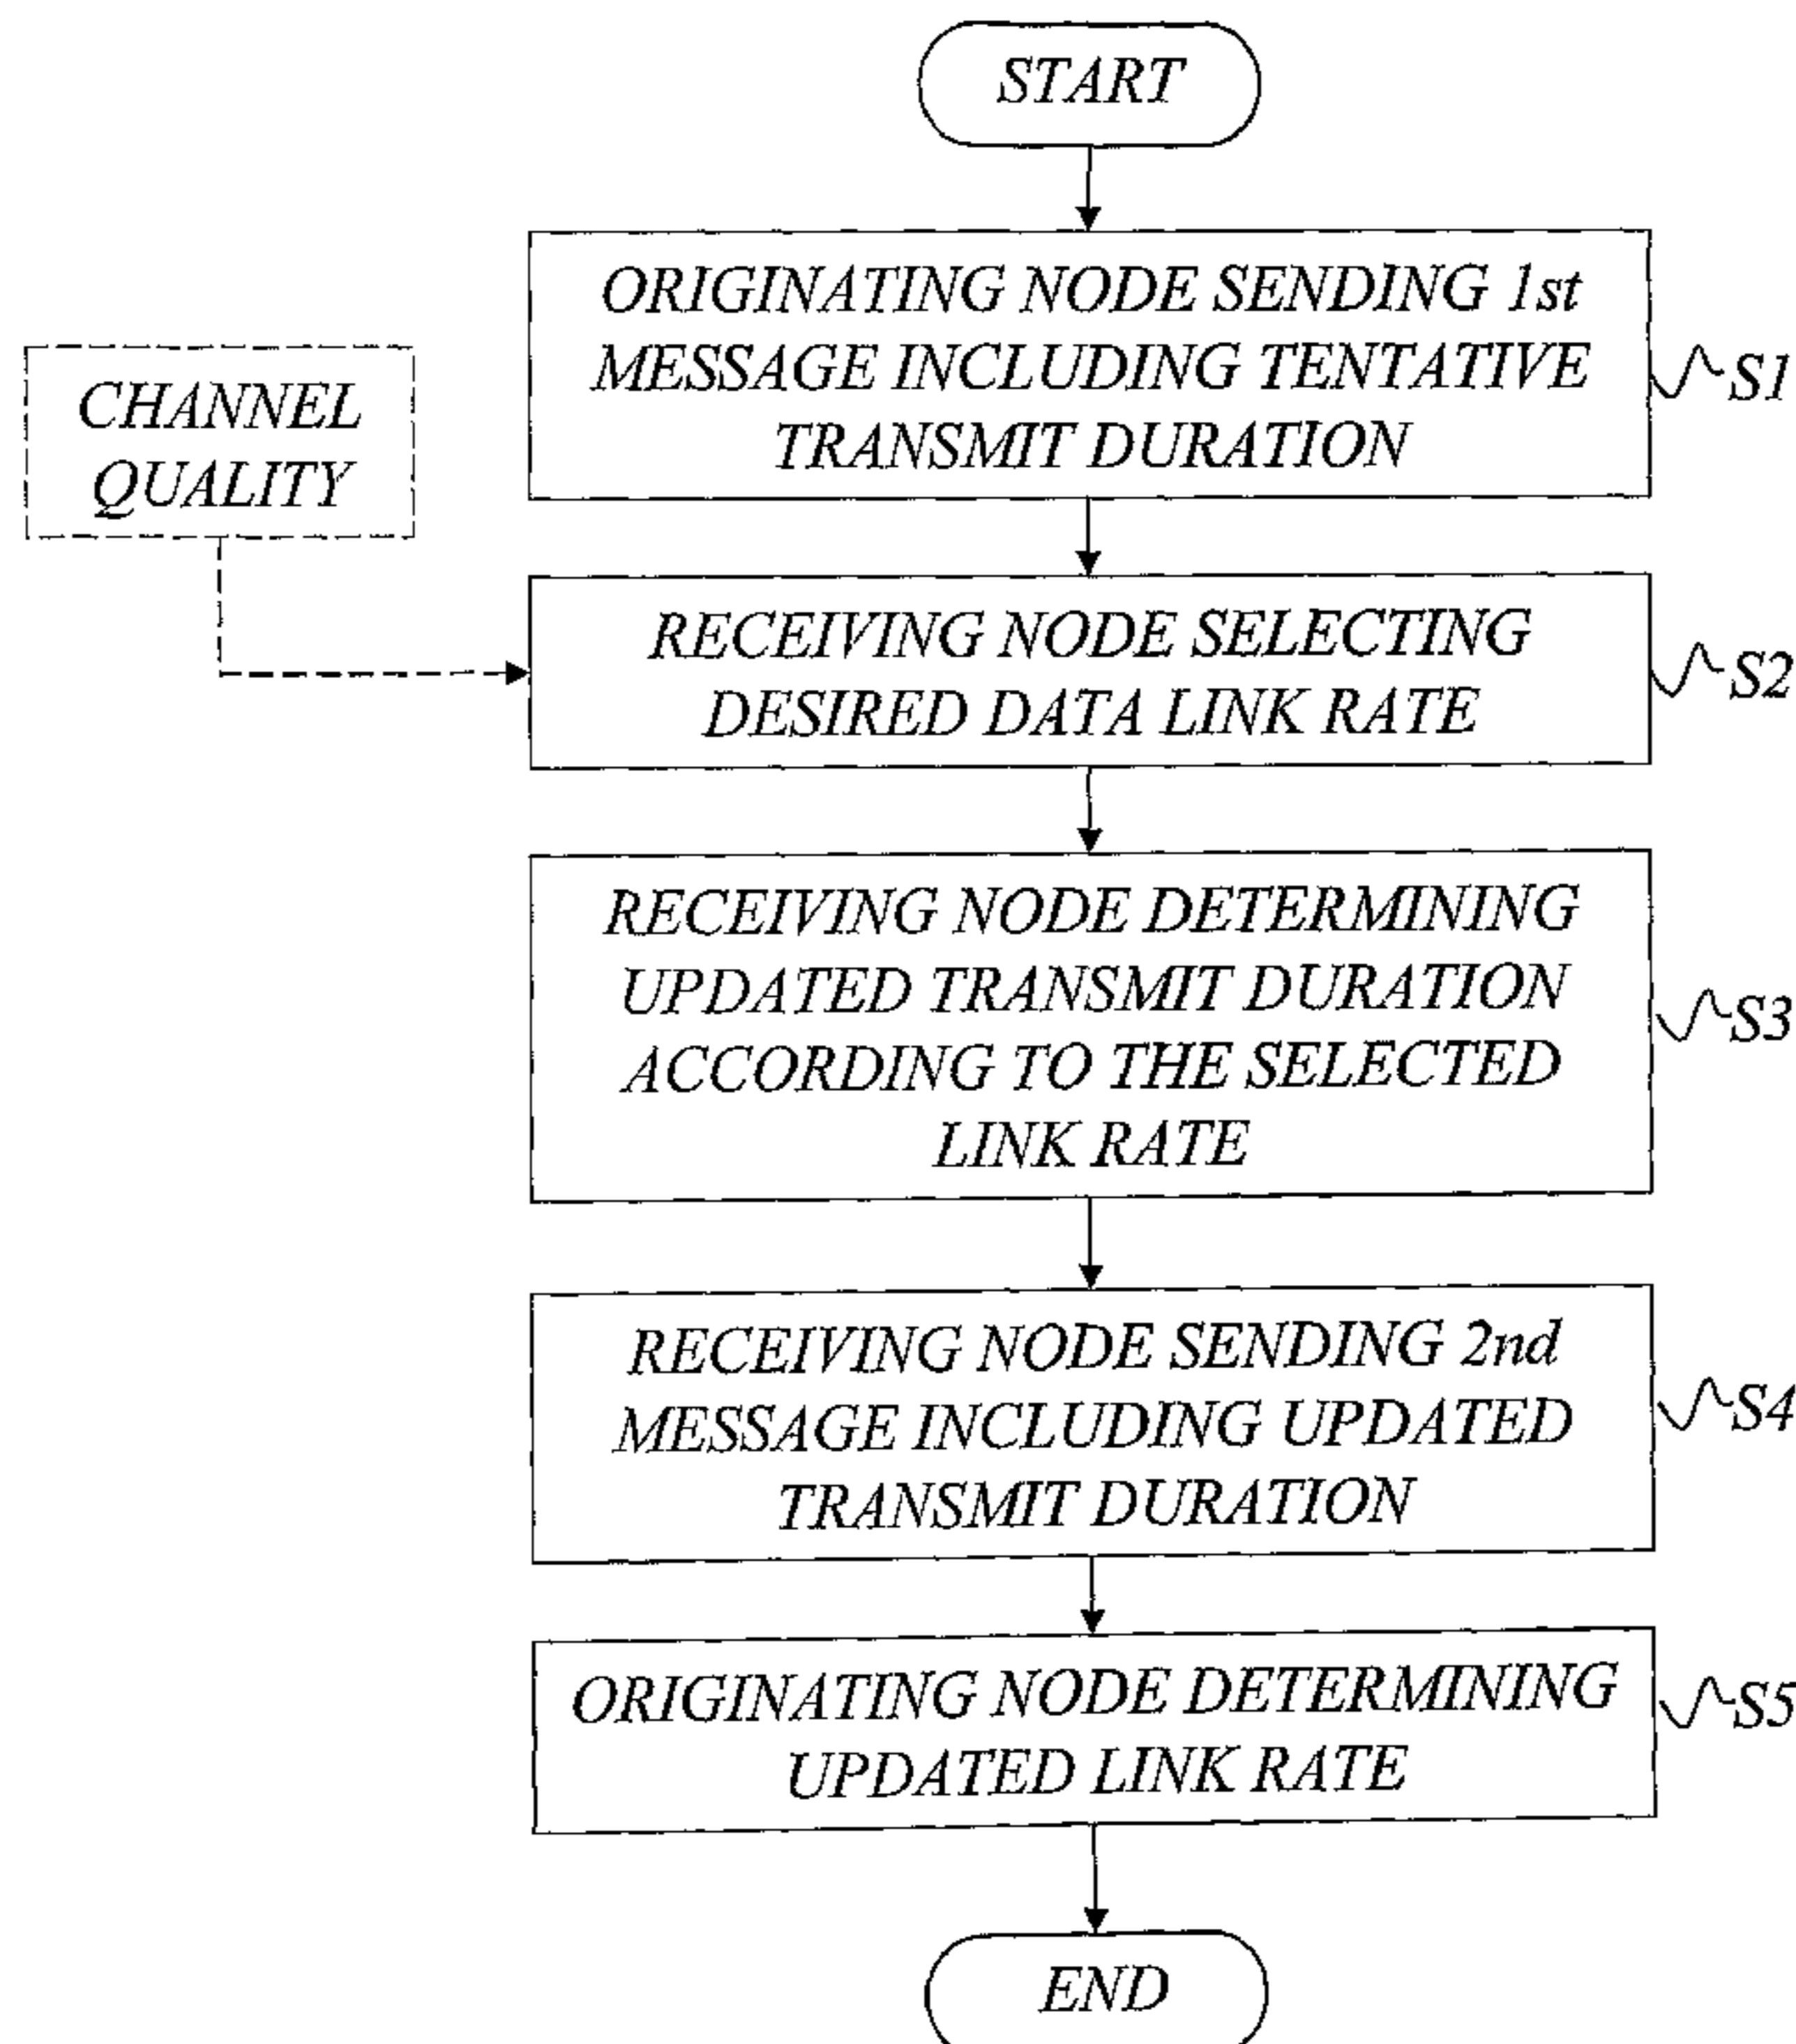 START
ORIGINATING NODE SENDING 1st
MESSAGE INCLUDING TENTATIVE
TRANSMIT DURATION
S1
CHANNEL
QUALITY
RECEIVING NODE SELECTING
DESIRED DATA LINK RATE
S2
RECEIVING NODE DETERMINING
UPDATED TRANSMIT DURATION
ACCORDING TO THE SELECTED
LINK RATE
S3
RECEIVING NODE SENDING 2nd
MESSAGE INCLUDING UPDATED
TRANSMIT DURATION
S4
ORIGINATING NODE DETERMINING
UPDATED LINK RATE
S5
END